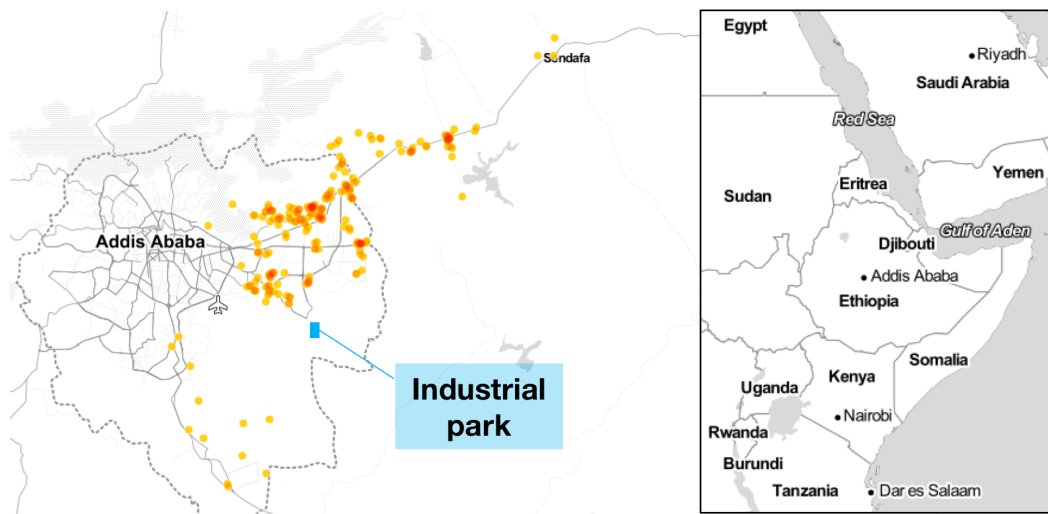 Sendafa
Addis Ababa
Industrial
park
Egypt
Riyadh
Saudi Arabia
Red Sea
Yemen
Eritrea
Sudan
Gulf of Aden
Djibouti
Addis Ababa
Ethiopia
Somalia
Kenya
Uganda
Nairobi
Rwanda
Burundi
Tanzania
Dar es Salaam